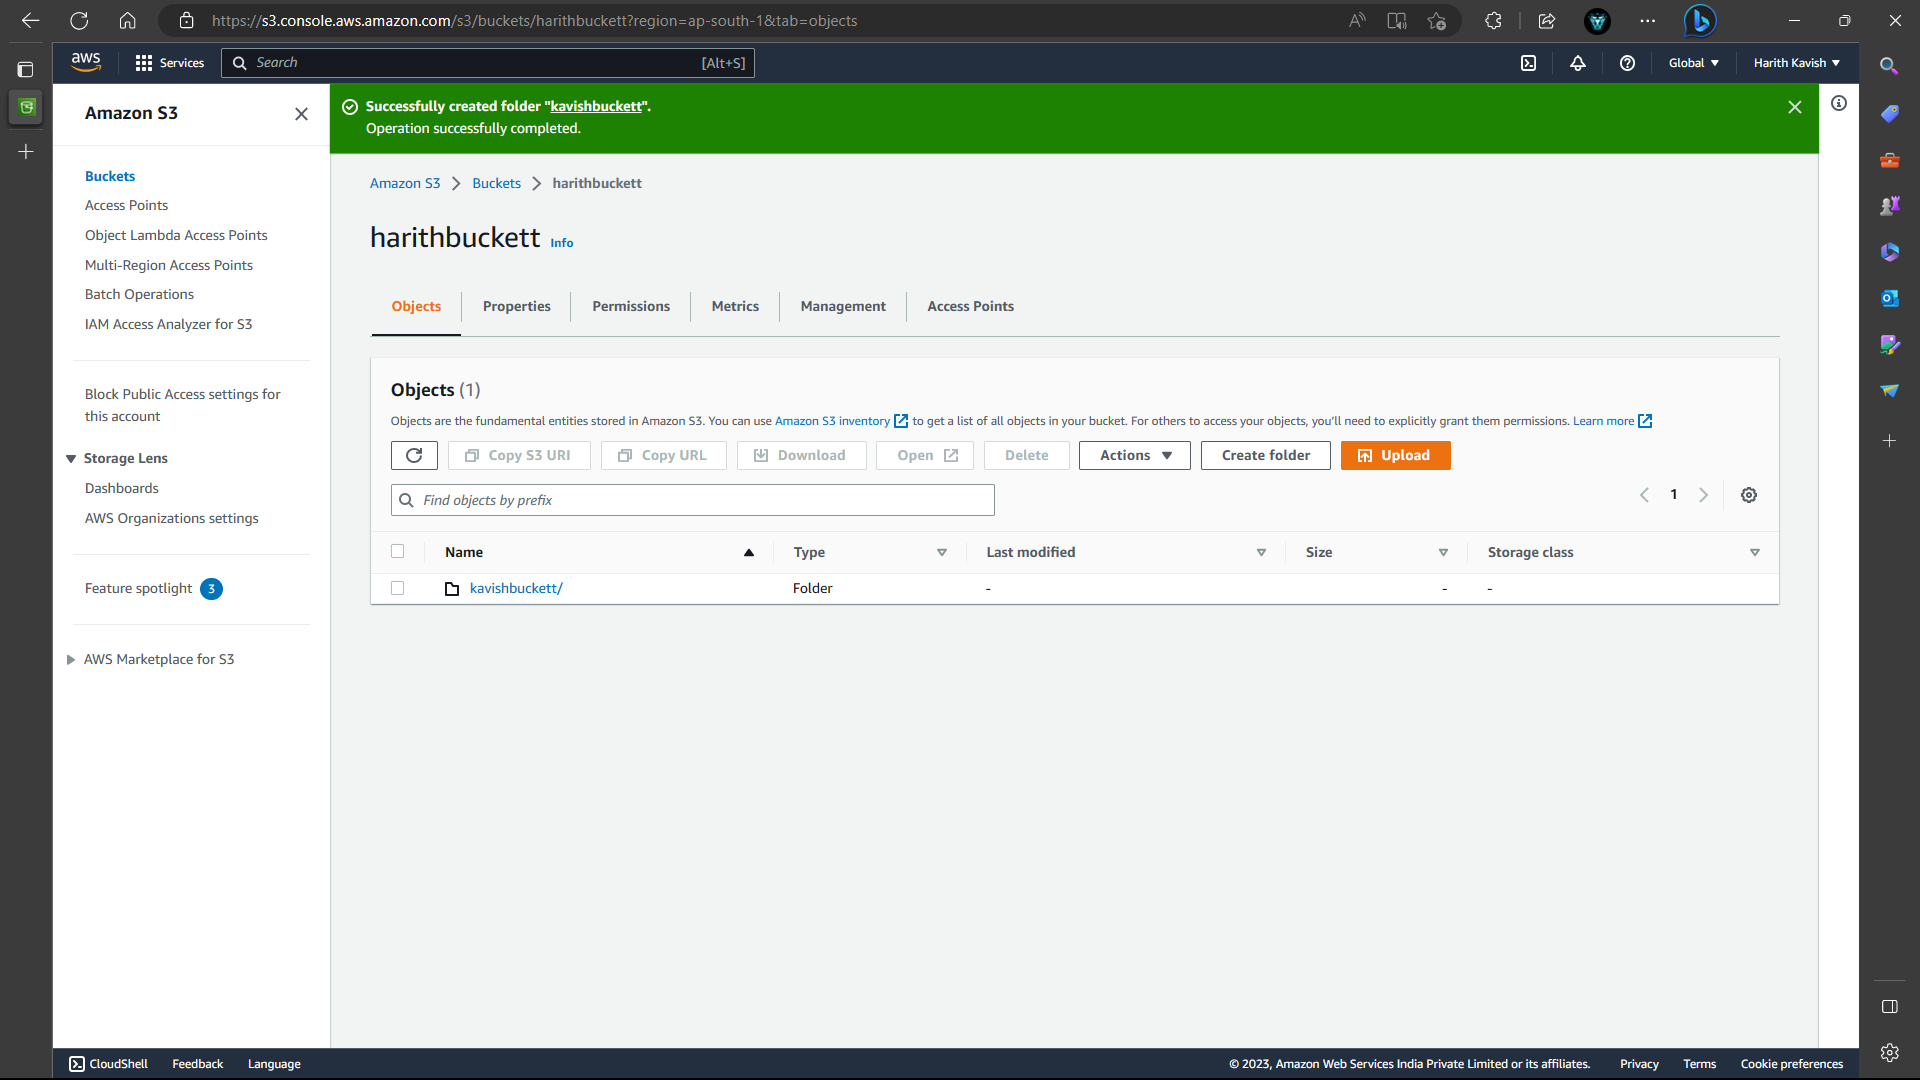 https://s3.console.aws.amazon.com/s3/buckets/harithbuckett?region=ap-south-1&tab=objects
aws
Services
Search
[Alt+S]
Global
Harith Kavish
Amazon S3
Buckets
Access Points
Object Lambda Access Points
Multi-Region Access Points
Batch Operations
IAM Access Analyzer for S3
Block Public Access settings for
this account
Storage Lens
Dashboards
AWS Organizations settings
Feature spotlight 3
AWS Marketplace for S3
Successfully created folder "kavishbuckett".
Operation successfully completed.
Amazon S3 > Buckets > harithbuckett
harithbuckett Info
Objects Properties Permissions Metrics Management Access Points
Objects (1)
Objects are the fundamental entities stored in Amazon S3. You can use Amazon S3 inventory to get a list of all objects in your bucket. For others to access your objects, you'll need to explicitly grant them permissions. Learn more
Copy S3 URI Copy URL Download Open Delete Actions Create folder Upload
Find objects by prefix
1
Name Type Last modified Size Storage class
kavishbuckett/ Folder - - -
CloudShell Feedback Language
© 2023, Amazon Web Services India Private Limited or its affiliates. Privacy Terms Cookie preferences